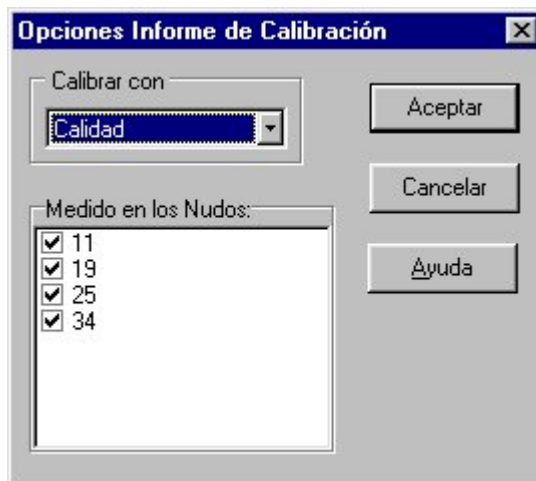 Opciones Informe de Calibración
Calibrar con
Calidad
Aceptar
Cancelar
Ayuda
Medido en los Nudos:
11
19
25
34